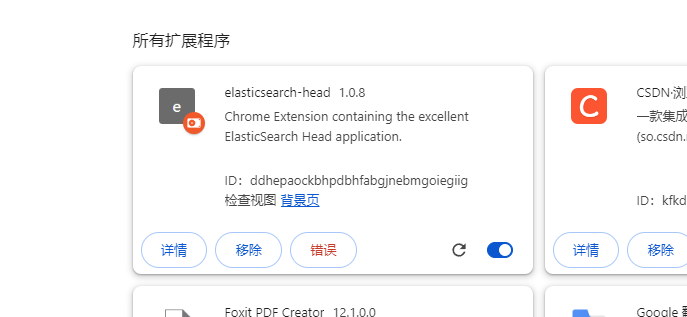 所有扩展程序
e
elasticsearch-head 1.0.8
Chrome Extension containing the excellent
ElasticSearch Head application.
ID：ddhepaockbhpdbhfabgjnebmgoiegiig
检查视图 背景页
详情 移除 错误
C
CSDN·浏
一款集成
(so.csdn.
ID：kfkd
详情 移除
Foxit PDF Creator 12.1.0.0
Google